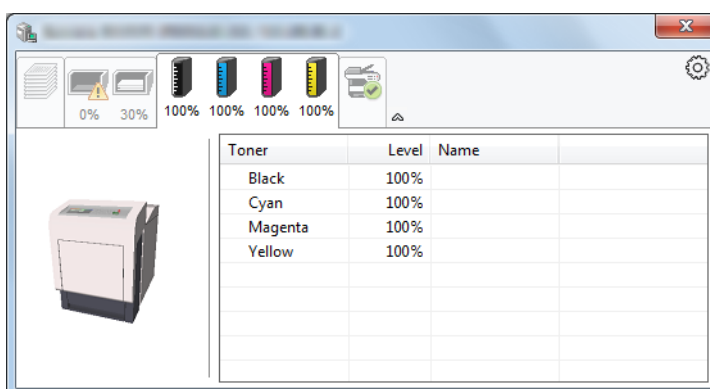 0% 30% 100% 100% 100% 100%
Toner Level Name
Black 100%
Cyan 100%
Magenta 100%
Yellow 100%